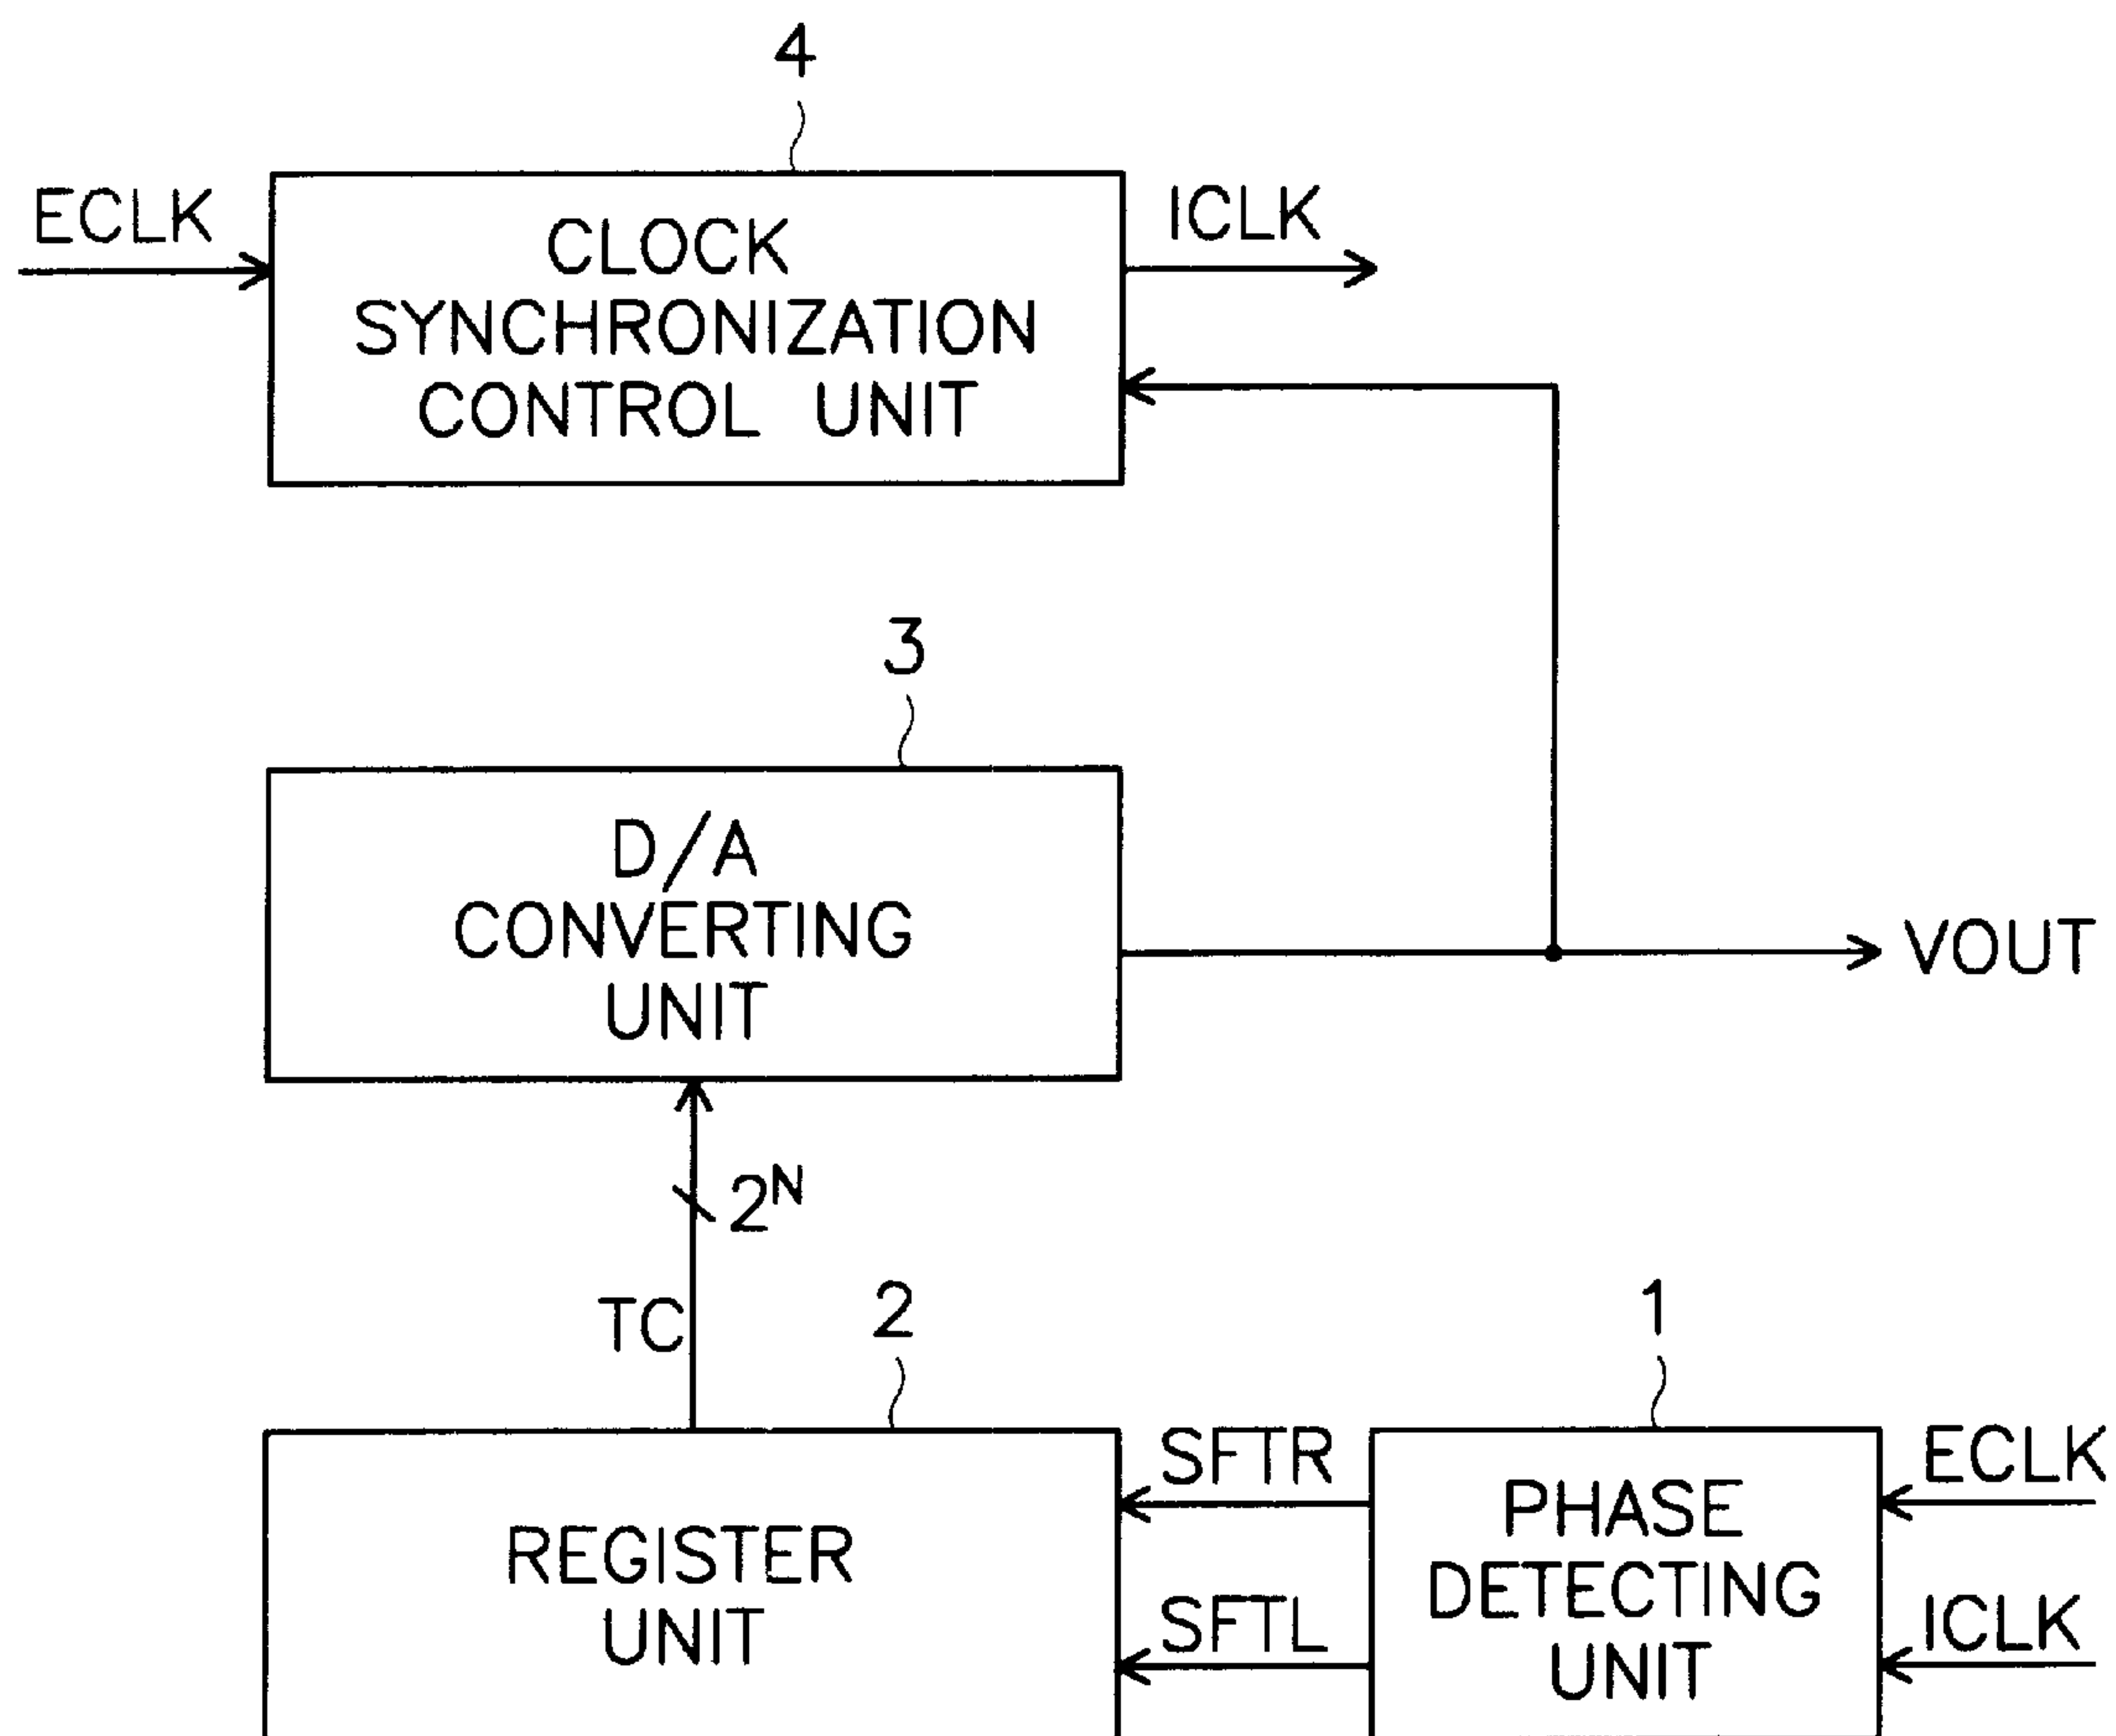 4
ECLK
ICLK
CLOCK
SYNCHRONIZATION
CONTROL UNIT
3
D/A
CONVERTING
UNIT
VOUT
2ᴺ
TC
2
1
SFTR
ECLK
REGISTER
UNIT
PHASE
DETECTING
UNIT
SFTL
ICLK